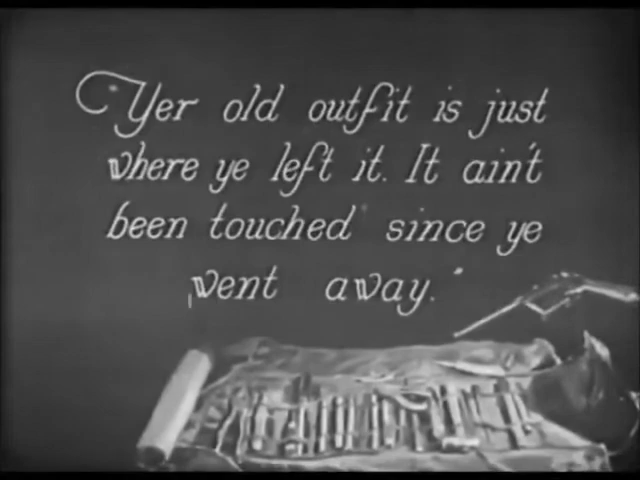 "Yer old outfit is just
where ye left it. It ain't
been touched since ye
went away."